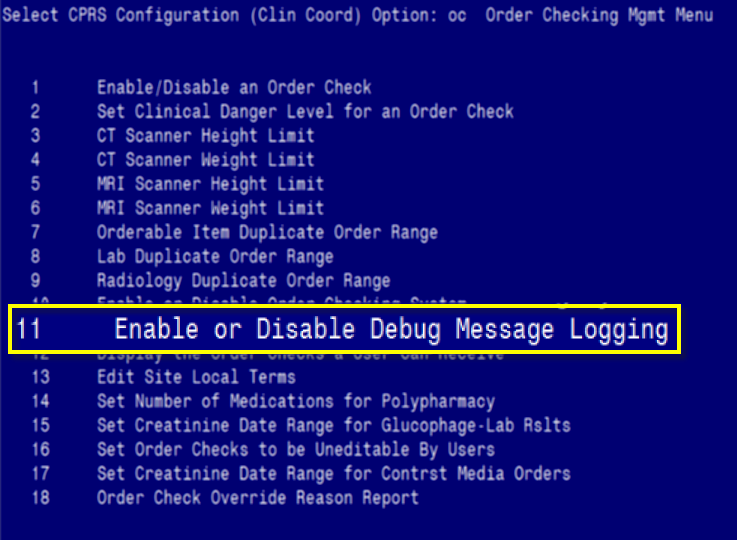 Select CPRS Configuration (Clin Coord) Option: oc Order Checking Mgmt Menu
1 Enable/Disable an Order Check
2 Set Clinical Danger Level for an Order Check
3 CT Scanner Height Limit
4 CT Scanner Weight Limit
5 MRI Scanner Height Limit
6 MRI Scanner Weight Limit
7 Orderable Item Duplicate Order Range
8 Lab Duplicate Order Range
9 Radiology Duplicate Order Range
10 Enable or Disable Order Checking System
11 Enable or Disable Debug Message Logging
12 Display the Order Checks a User Can Receive
13 Edit Site Local Terms
14 Set Number of Medications for Polypharmacy
15 Set Creatinine Date Range for Glucophage-Lab Rslts
16 Set Order Checks to be Uneditable By Users
17 Set Creatinine Date Range for Contrst Media Orders
18 Order Check Override Reason Report